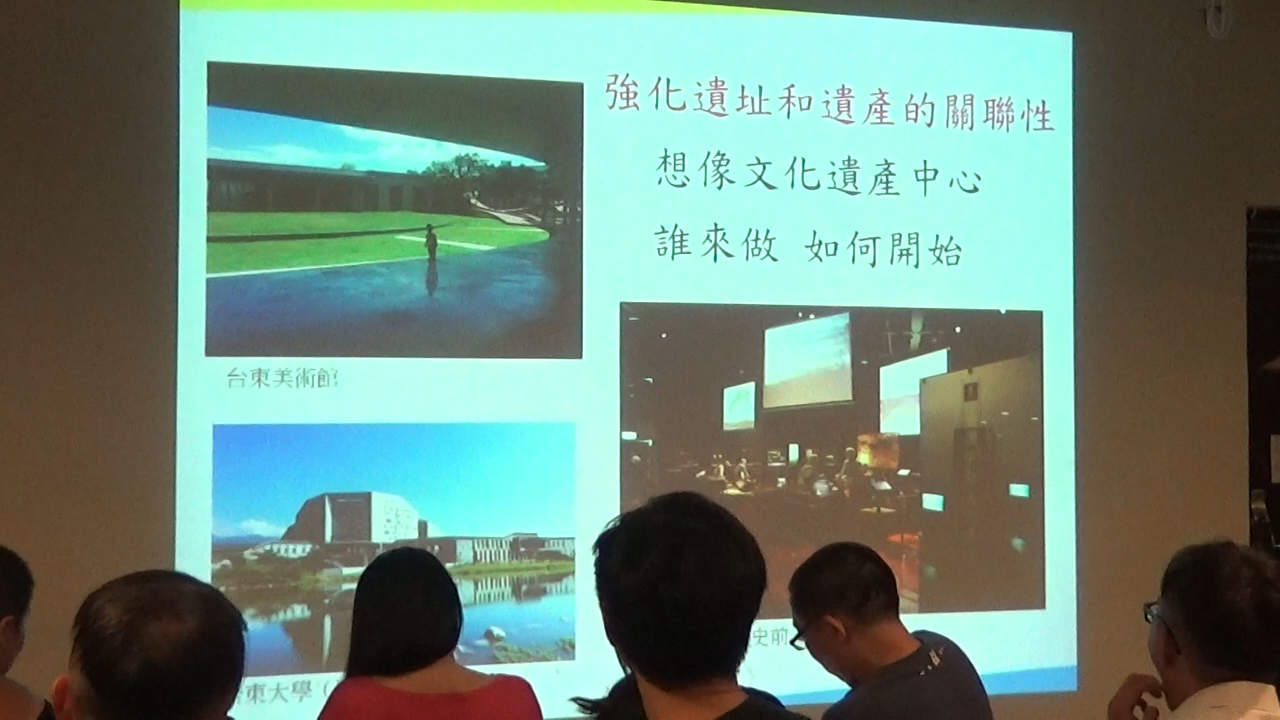 強化遺址和遺產的關聯性
想像文化遺產中心
誰來做 如何開始
台東美術館
東大學（
史前